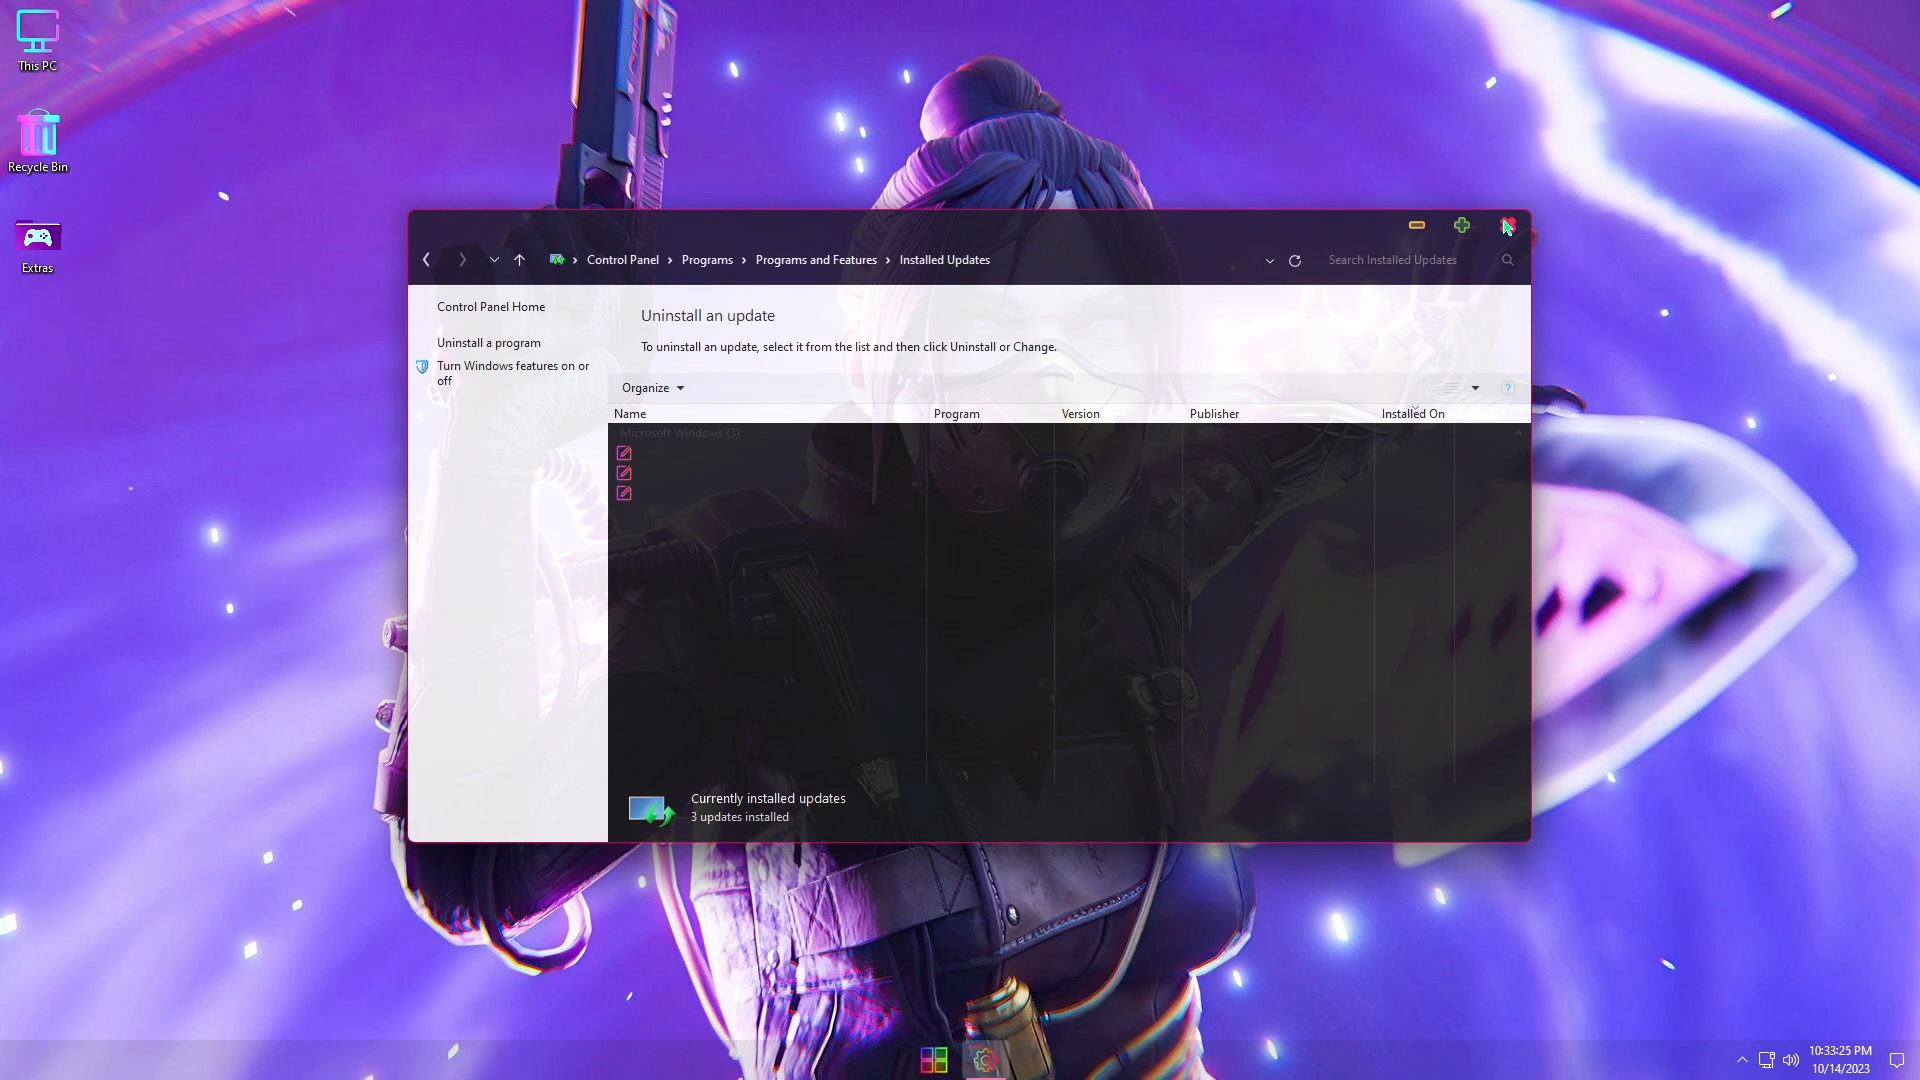 This PC
Recycle Bin
Extras
Control Panel
Programs
Programs and Features
Installed Updates
Search Installed Updates
Control Panel Home
Uninstall a program
Turn Windows features on or
off
Uninstall an update
To uninstall an update, select it from the list and then click Uninstall or Change.
Organize
?
Name
Program
Version
Publisher
Installed On
Microsoft Windows (3)
Currently installed updates
3 updates installed
10:33:25 PM
10/14/2023